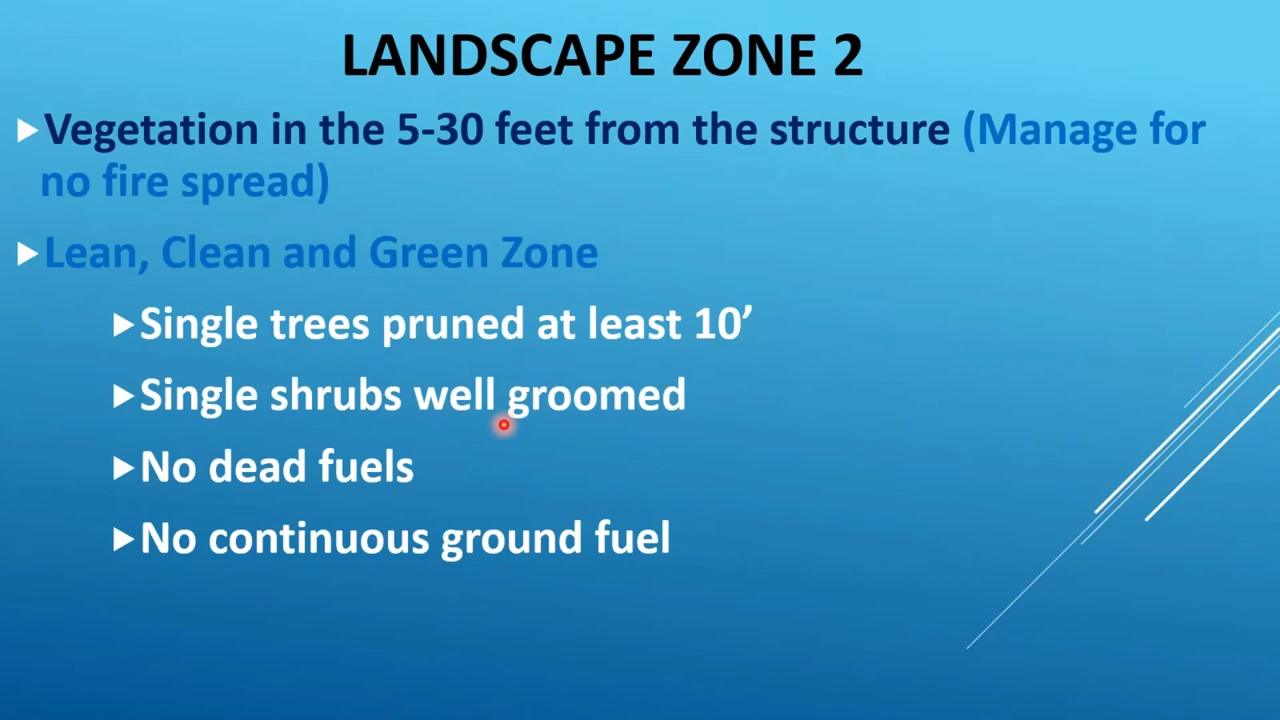 LANDSCAPE ZONE 2
Vegetation in the 5-30 feet from the structure (Manage for
no fire spread)
Lean, Clean and Green Zone
Single trees pruned at least 10’
Single shrubs well groomed
No dead fuels
No continuous ground fuel